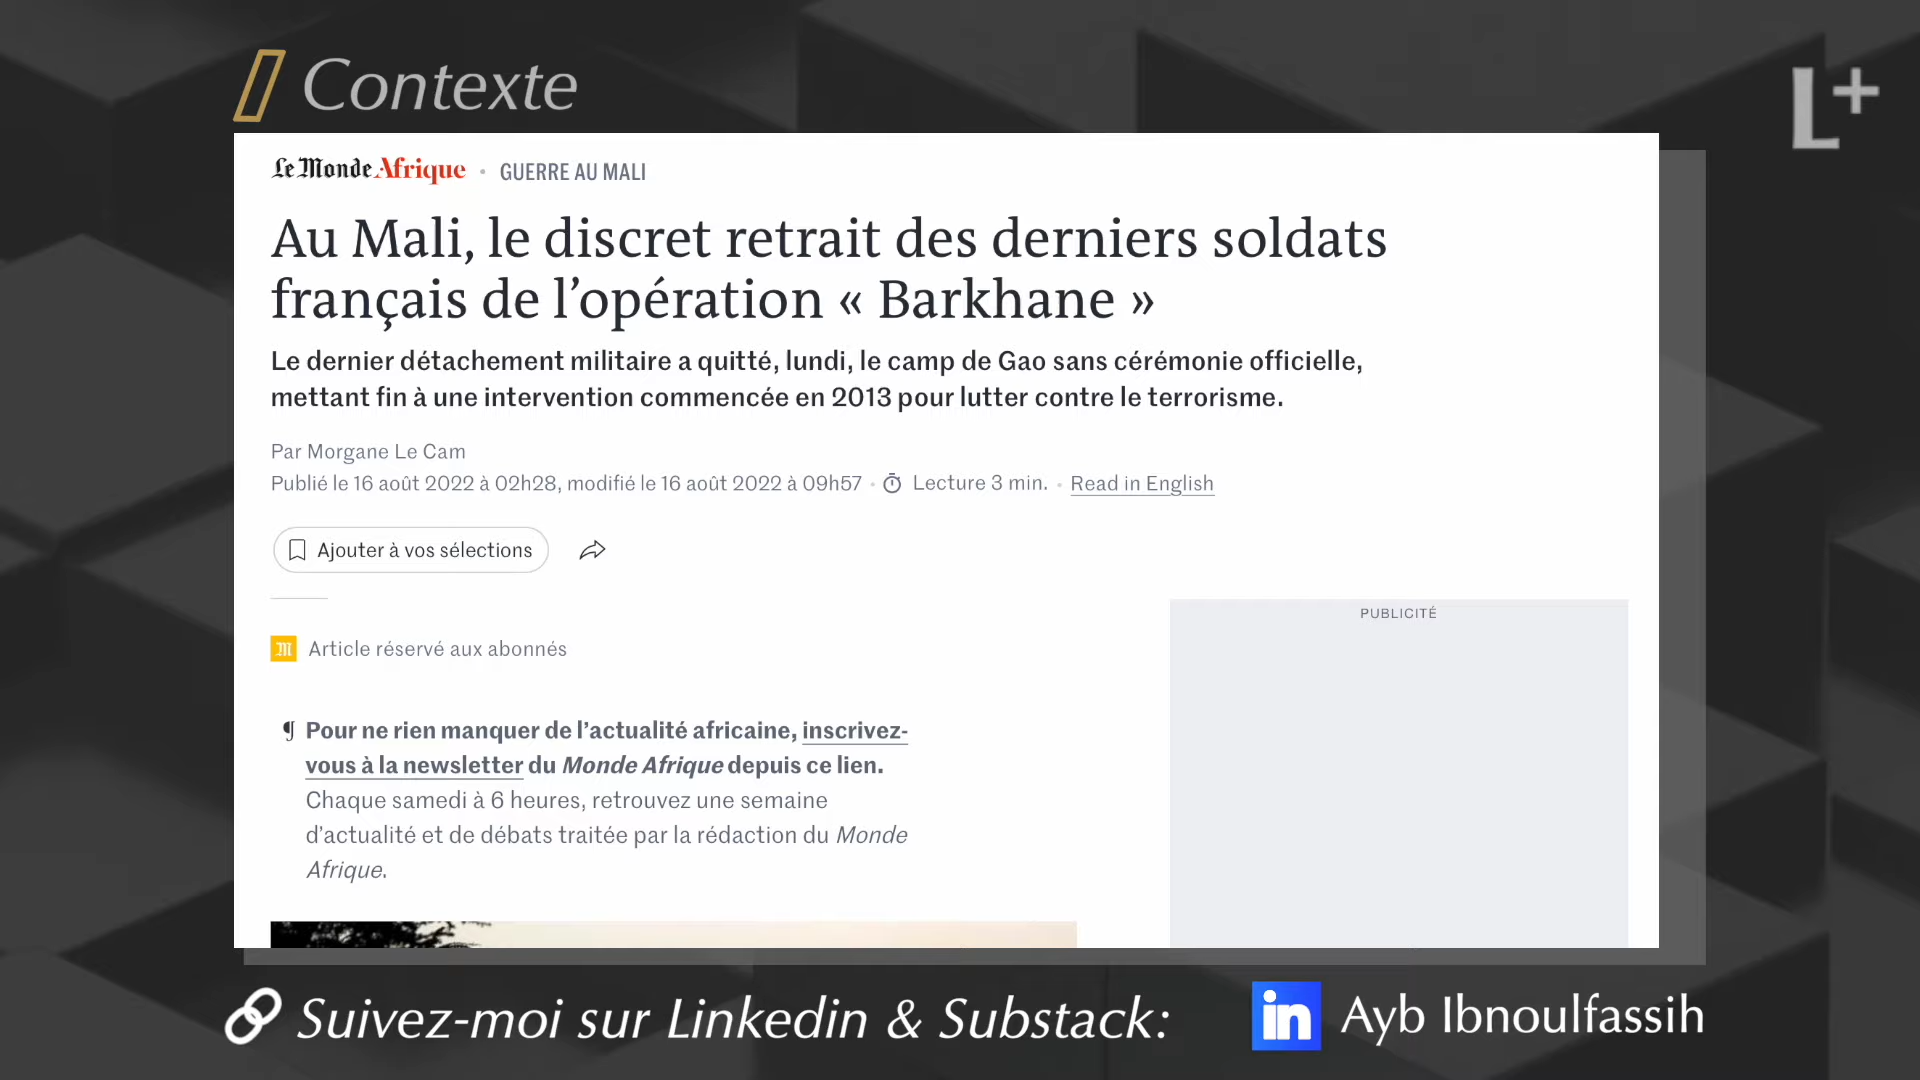 Contexte
L+
Le Monde Afrique • GUERRE AU MALI
Au Mali, le discret retrait des derniers soldats
français de l’opération « Barkhane »
Le dernier détachement militaire a quitté, lundi, le camp de Gao sans cérémonie officielle,
mettant fin à une intervention commencée en 2013 pour lutter contre le terrorisme.
Par Morgane Le Cam
Publié le 16 août 2022 à 02h28, modifié le 16 août 2022 à 09h57 • Lecture 3 min. • Read in English
Ajouter à vos sélections
PUBLICITÉ
M Article réservé aux abonnés
¶ Pour ne rien manquer de l’actualité africaine, inscrivez-
vous à la newsletter du Monde Afrique depuis ce lien.
Chaque samedi à 6 heures, retrouvez une semaine
d’actualité et de débats traitée par la rédaction du Monde
Afrique.
Suivez-moi sur Linkedin & Substack: in Ayb Ibnoulfassih